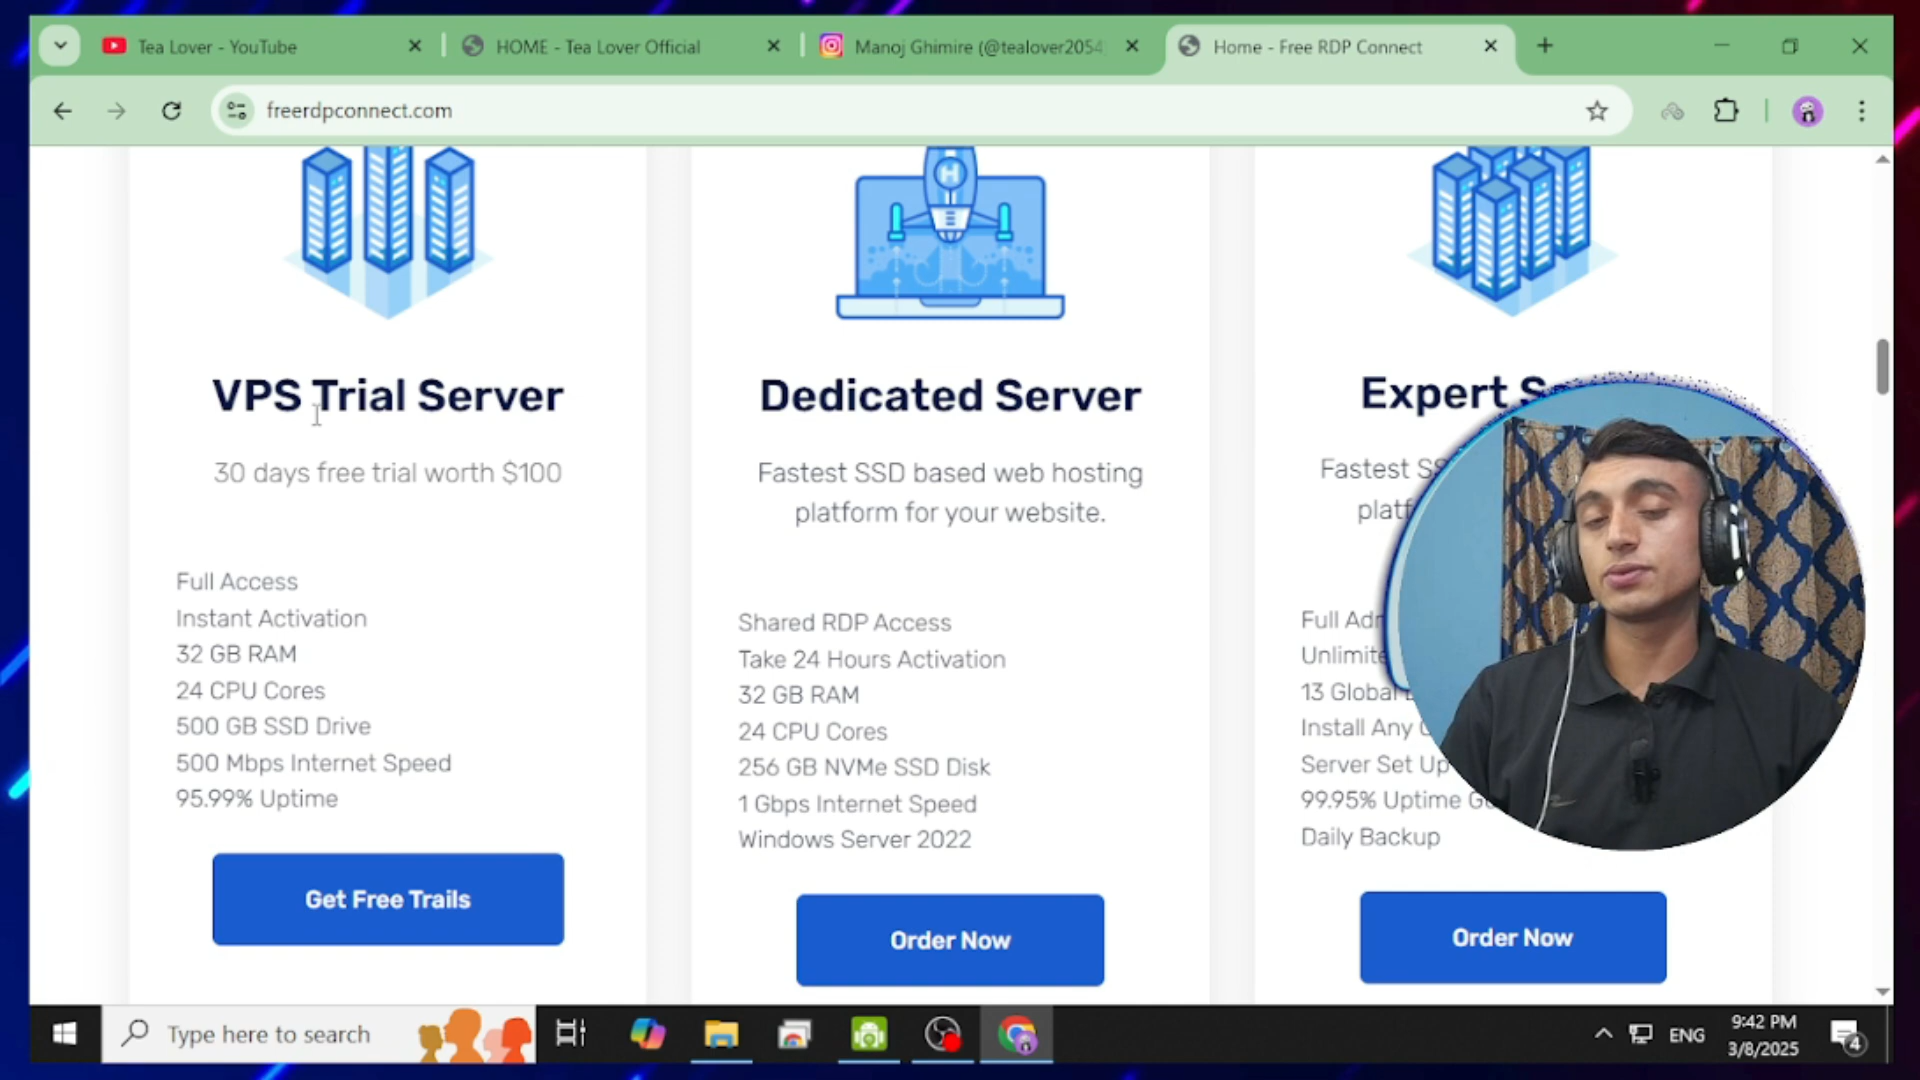 Tea Lover - YouTube
HOME - Tea Lover Official
Manoj Ghimire (@tealover2054
Home - Free RDP Connect
freerdpconnect.com
VPS Trial Server
30 days free trial worth $100
Full Access
Instant Activation
32 GB RAM
24 CPU Cores
500 GB SSD Drive
500 Mbps Internet Speed
95.99% Uptime
Get Free Trails
Dedicated Server
Fastest SSD based web hosting
platform for your website.
Shared RDP Access
Take 24 Hours Activation
32 GB RAM
24 CPU Cores
256 GB NVMe SSD Disk
1 Gbps Internet Speed
Windows Server 2022
Order Now
Expert
Fastest
Full
13 Global
Install Any
Server Set Up
99.95% Uptime
Daily Backup
Order Now
Type here to search
ENG
9:42 PM
3/8/2025
4